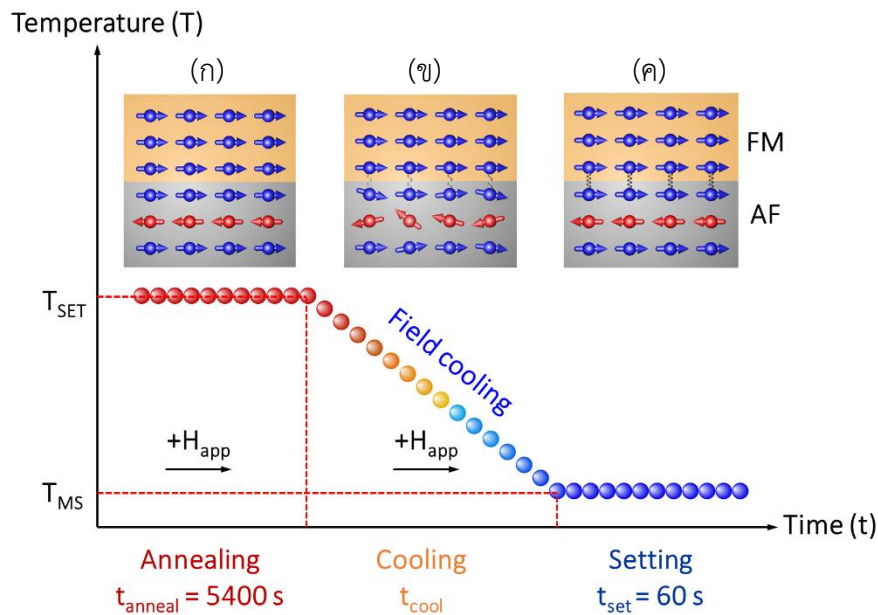 Temperature (T)
(ก)
(ข)
(ค)
FM
AF
T_SET
Field cooling
+H_app
+H_app
T_MS
Time (t)
Annealing
Cooling
Setting
t_anneal = 5400 s
t_cool
t_set = 60 s